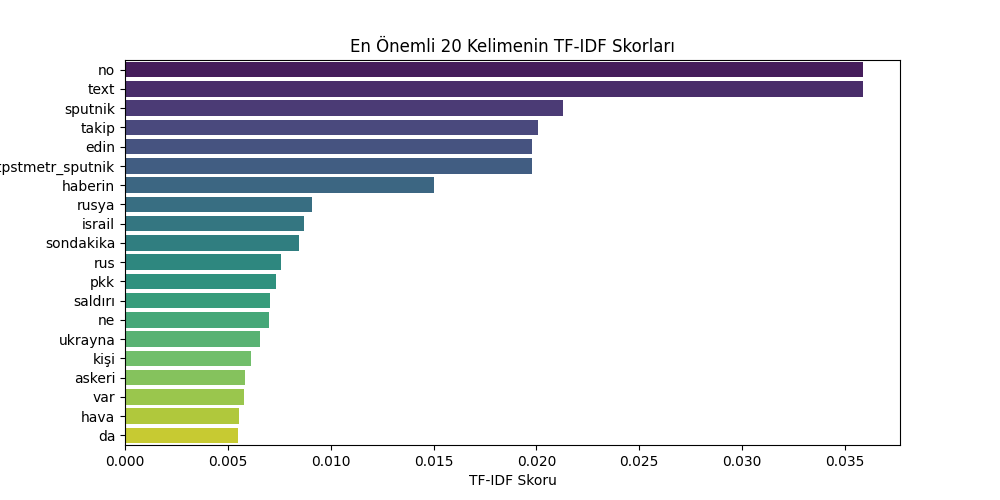 En Önemli 20 Kelimenin TF-IDF Skorları
no
text
sputnik
takip
edin
tpstmetr_sputnik
haberin
rusya
israil
sondakika
rus
pkk
saldırı
ne
ukrayna
kişi
askeri
var
hava
da
0.000 0.005 0.010 0.015 0.020 0.025 0.030 0.035
TF-IDF Skoru